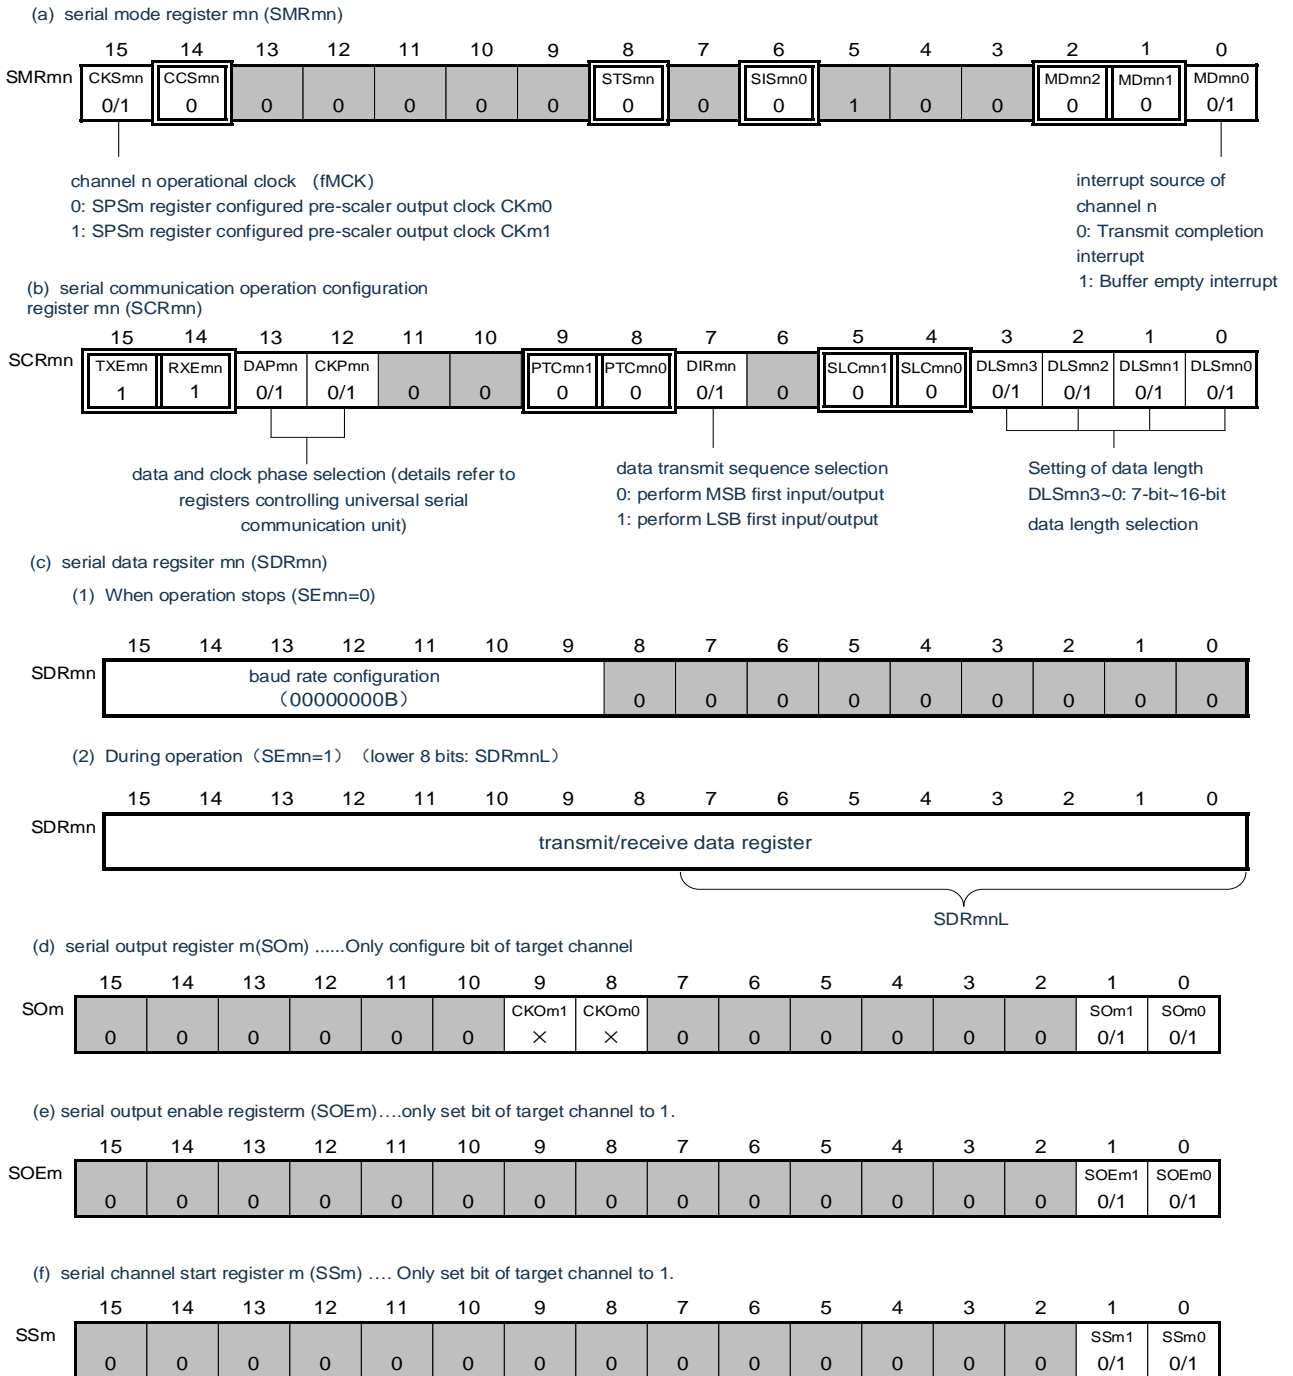 (a) serial mode register mn (SMRmn)
15 14 13 12 11 10 9 8 7 6 5 4 3 2 1 0
SMRmn CKSmn CCSmn STSmn SISmn0 MDmn2 MDmn1 MDmn0
0/1 0 0 0 0 0 0 0 0 0 1 0 0 0 0 0/1
channel n operational clock (fMCK)
0: SPSm register configured pre-scaler output clock CKm0
1: SPSm register configured pre-scaler output clock CKm1
interrupt source of
channel n
0: Transmit completion
interrupt
1: Buffer empty interrupt
(b) serial communication operation configuration
register mn (SCRmn)
15 14 13 12 11 10 9 8 7 6 5 4 3 2 1 0
SCRmn TXEmn RXEmn DAPmn CKPmn PTCmn1 PTCmn0 DIRmn SLCmn1 SLCmn0 DLSmn3 DLSmn2 DLSmn1 DLSmn0
1 1 0/1 0/1 0 0 0 0 0/1 0 0 0 0/1 0/1 0/1 0/1
data and clock phase selection (details refer to
registers controlling universal serial
communication unit)
data transmit sequence selection
0: perform MSB first input/output
1: perform LSB first input/output
Setting of data length
DLSmn3~0: 7-bit~16-bit
data length selection
(c) serial data regsiter mn (SDRmn)
(1) When operation stops (SEmn=0)
15 14 13 12 11 10 9 8 7 6 5 4 3 2 1 0
SDRmn baud rate configuration
（00000000B） 0 0 0 0 0 0 0 0 0
(2) During operation（SEmn=1）（lower 8 bits: SDRmnL）
15 14 13 12 11 10 9 8 7 6 5 4 3 2 1 0
SDRmn
transmit/receive data register
SDRmnL
(d) serial output register m(SOm) ......Only configure bit of target channel
15 14 13 12 11 10 9 8 7 6 5 4 3 2 1 0
SOm CKOm1 CKOm0 SOm1 SOm0
0 0 0 0 0 0 × × 0 0 0 0 0 0 0/1 0/1
(e) serial output enable registerm (SOEm)….only set bit of target channel to 1.
15 14 13 12 11 10 9 8 7 6 5 4 3 2 1 0
SOEm SOEm1 SOEm0
0 0 0 0 0 0 0 0 0 0 0 0 0 0 0/1 0/1
(f) serial channel start register m (SSm) …. Only set bit of target channel to 1.
15 14 13 12 11 10 9 8 7 6 5 4 3 2 1 0
SSm SSm1 SSm0
0 0 0 0 0 0 0 0 0 0 0 0 0 0 0/1 0/1